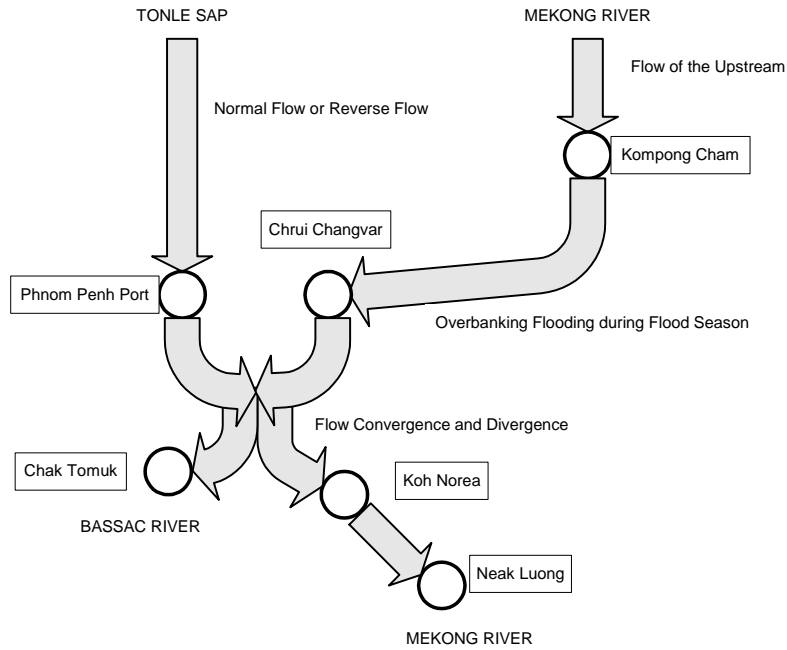 TONLE SAP
MEKONG RIVER
Flow of the Upstream
Normal Flow or Reverse Flow
Kompong Cham
Chrui Changvar
Phnom Penh Port
Overbanking Flooding during Flood Season
Flow Convergence and Divergence
Chak Tomuk
Koh Norea
BASSAC RIVER
Neak Luong
MEKONG RIVER